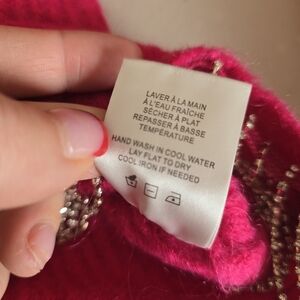 LAVER À LA MAIN
À L'EAU FRAÎCHE
SÉCHER À PLAT
REPASSER À BASSE
TEMPÉRATURE
HAND WASH IN COOL WATER
LAY FLAT TO DRY
COOL IRON IF NEEDED